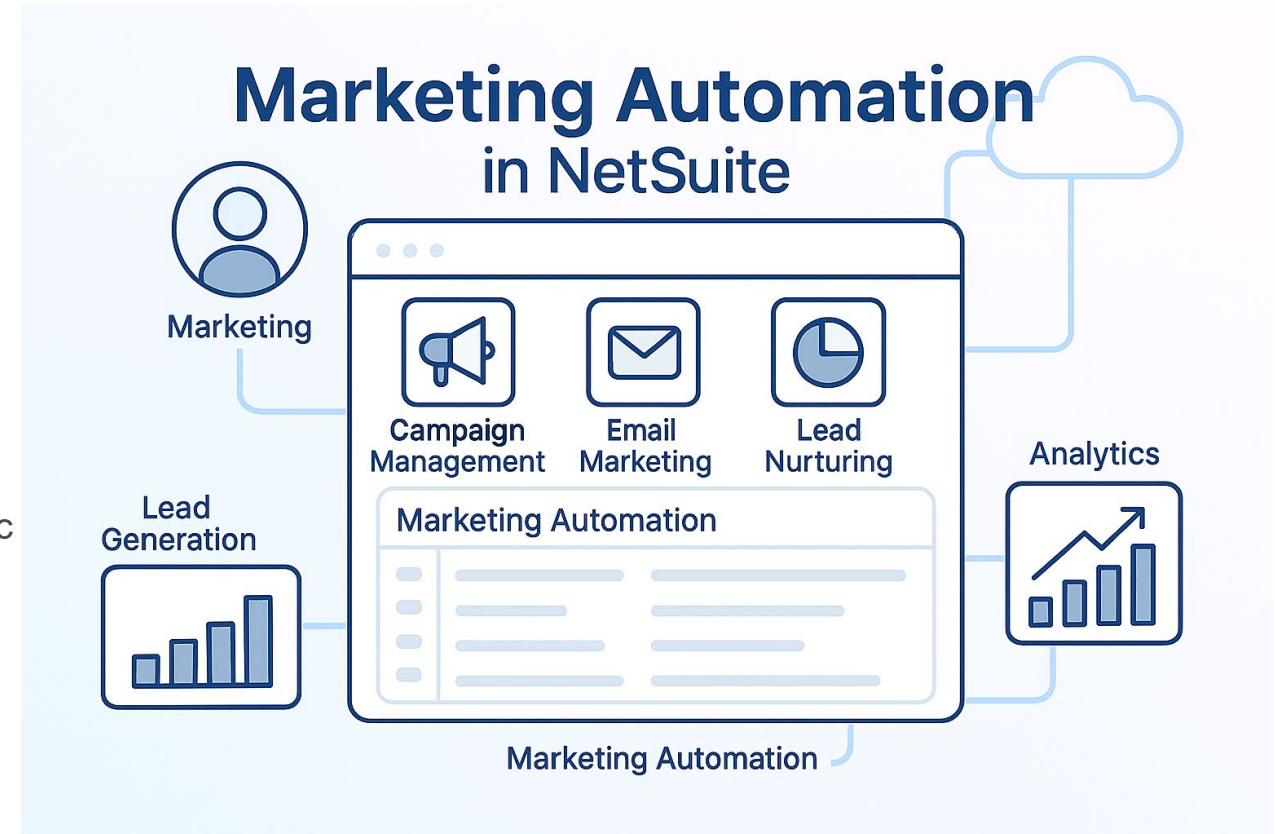 Marketing Automation
in NetSuite
Marketing
Campaign
Management
Email
Marketing
Lead
Nurturing
Analytics
Lead
Generation
c
Marketing Automation
Marketing Automation